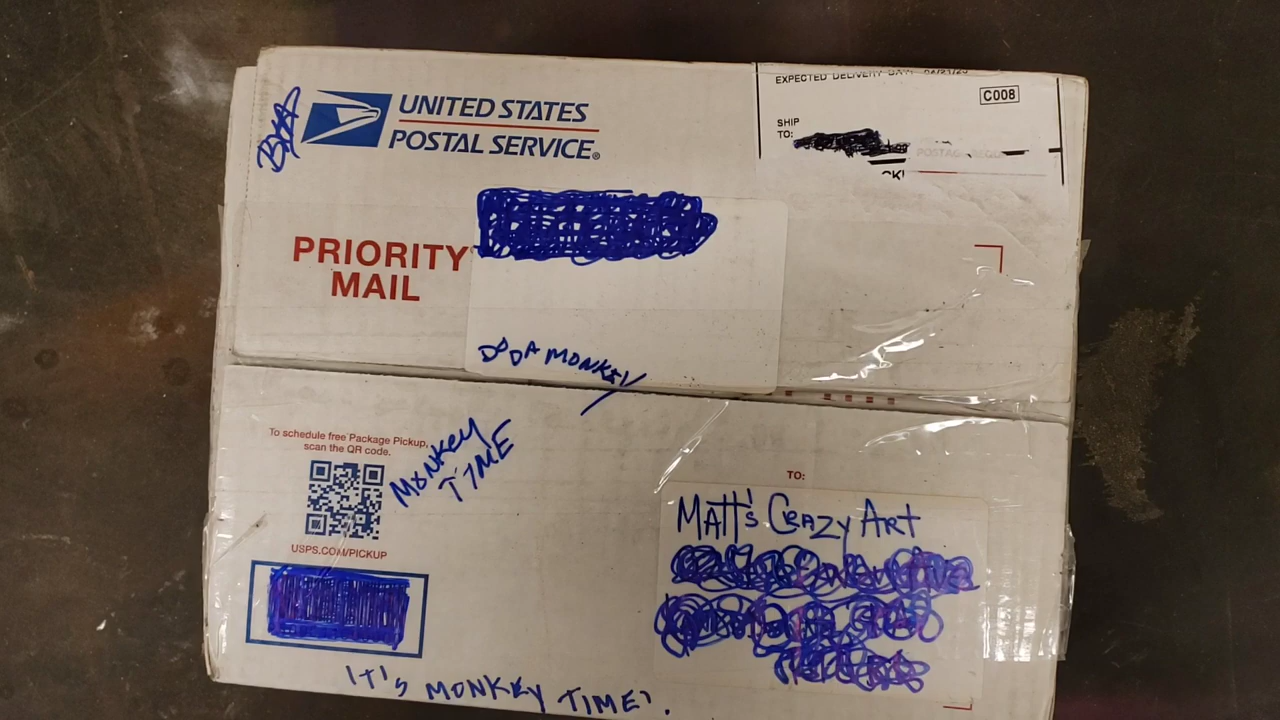 EXPECTED DELIVERY DAY:
C008
SHIP
TO:
UNITED STATES
POSTAL SERVICE®
PRIORITY
MAIL
DODA MONKEY
To schedule free Package Pickup,
scan the QR code.
MONKEY
TIME
USPS.COM/PICKUP
TO:
MATT'S CRAZY ART
IT'S MONKEY TIME!